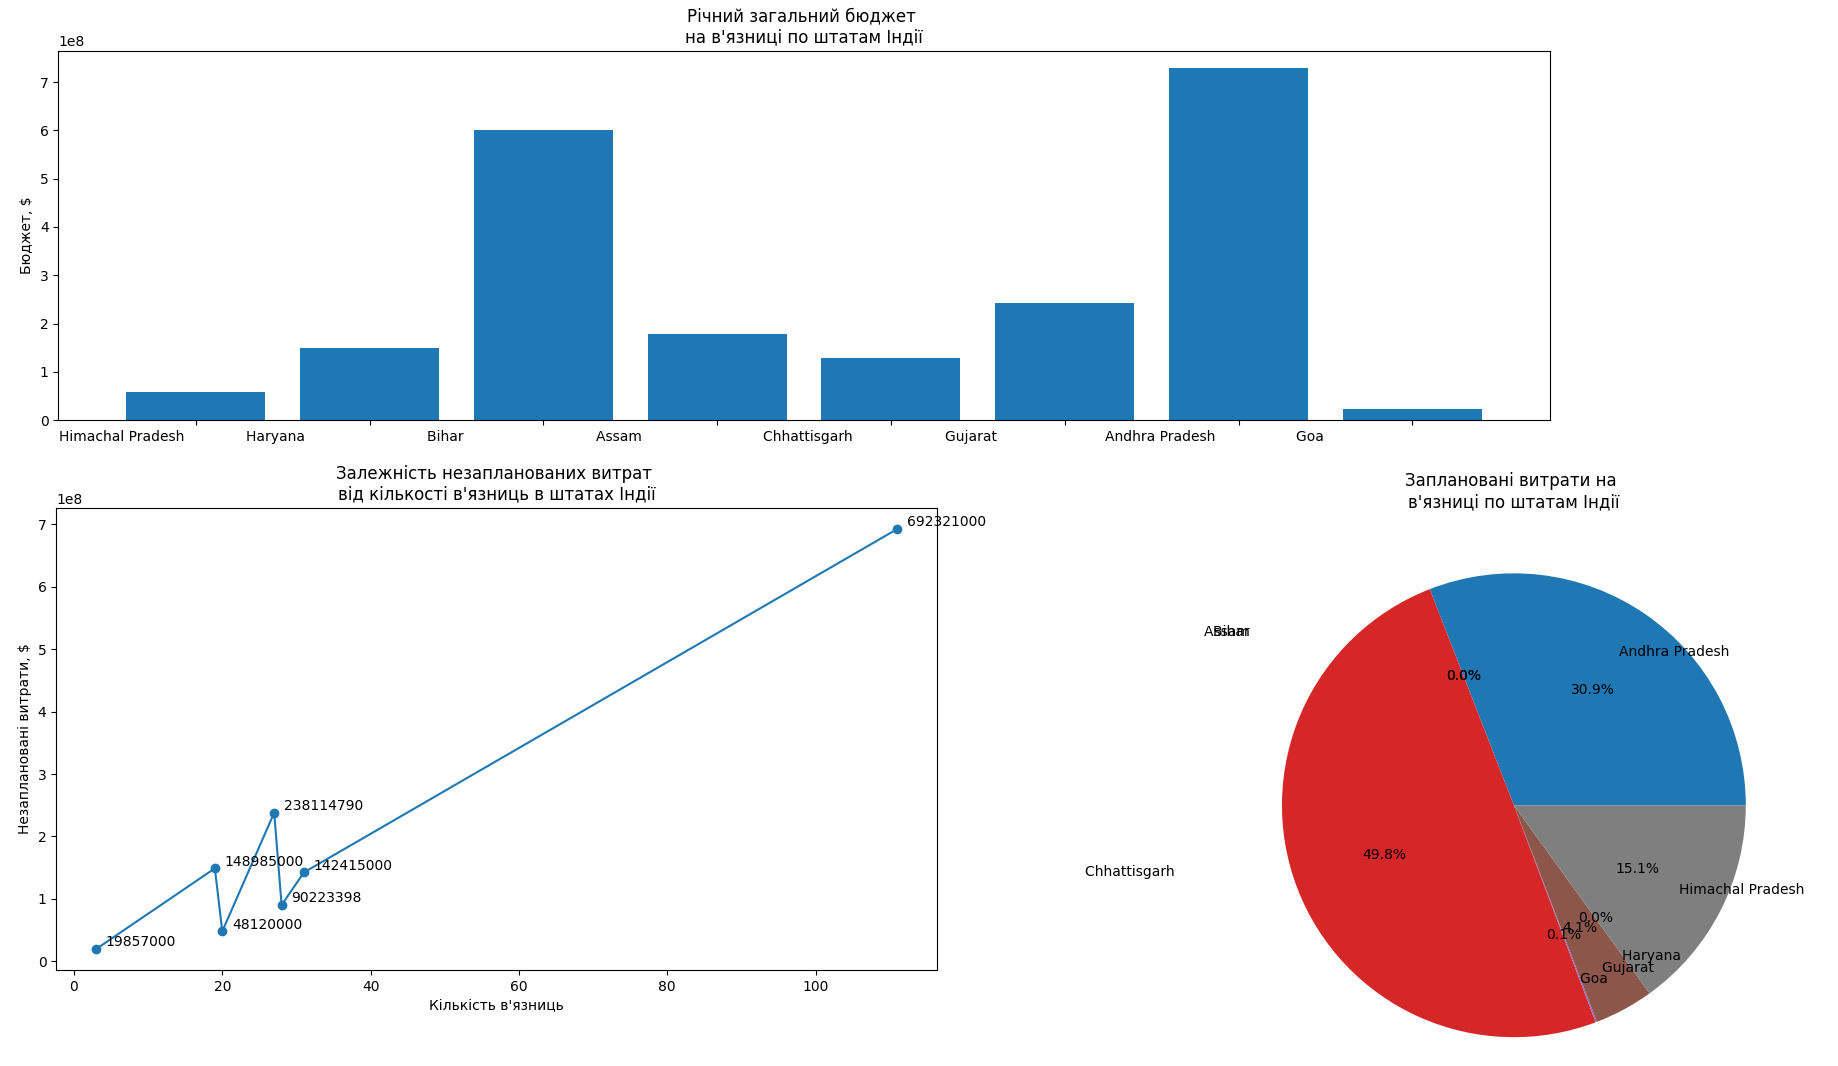 Річний загальний бюджет
на в'язниці по штатам Індії
1e8
Бюджет, $
7
6
5
4
3
2
1
0
Himachal Pradesh Haryana Bihar Assam Chhattisgarh Gujarat Andhra Pradesh Goa
Залежність незапланованих витрат
від кількості в'язниць в штатах Індії
1e8
Незаплановані витрати, $
7
6
5
4
3
2
1
0
692321000
238114790
148985000
142415000
90223398
48120000
19857000
0 20 40 60 80 100
Кількість в'язниць
Заплановані витрати на
в'язниці по штатам Індії
Assam
Bihar
Andhra Pradesh
0.0%
0.0%
30.9%
49.8%
Chhattisgarh
15.1%
Himachal Pradesh
0.0%
4.1%
0.1%
Haryana
Gujarat
Goa